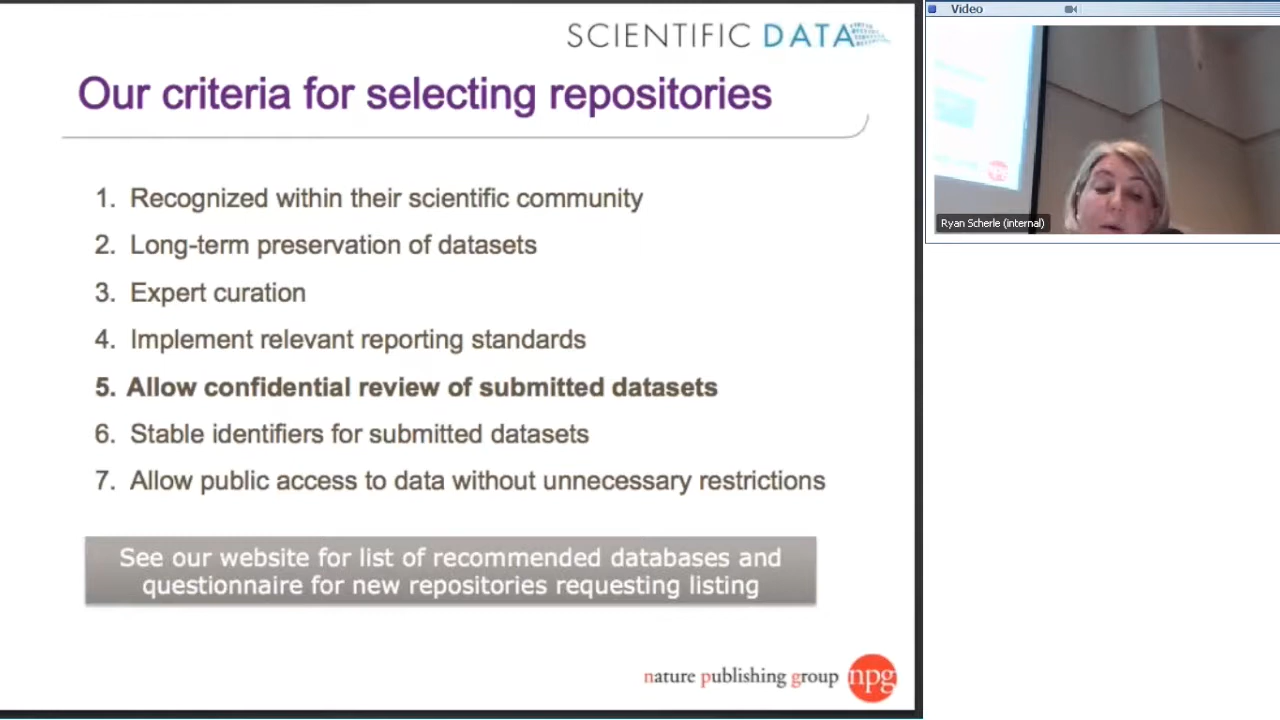 SCIENTIFIC DATA
Our criteria for selecting repositories
1. Recognized within their scientific community
2. Long-term preservation of datasets
3. Expert curation
4. Implement relevant reporting standards
5. Allow confidential review of submitted datasets
6. Stable identifiers for submitted datasets
7. Allow public access to data without unnecessary restrictions
See our website for list of recommended databases and
questionnaire for new repositories requesting listing
nature publishing group npg
Video
Ryan Scherle (internal)